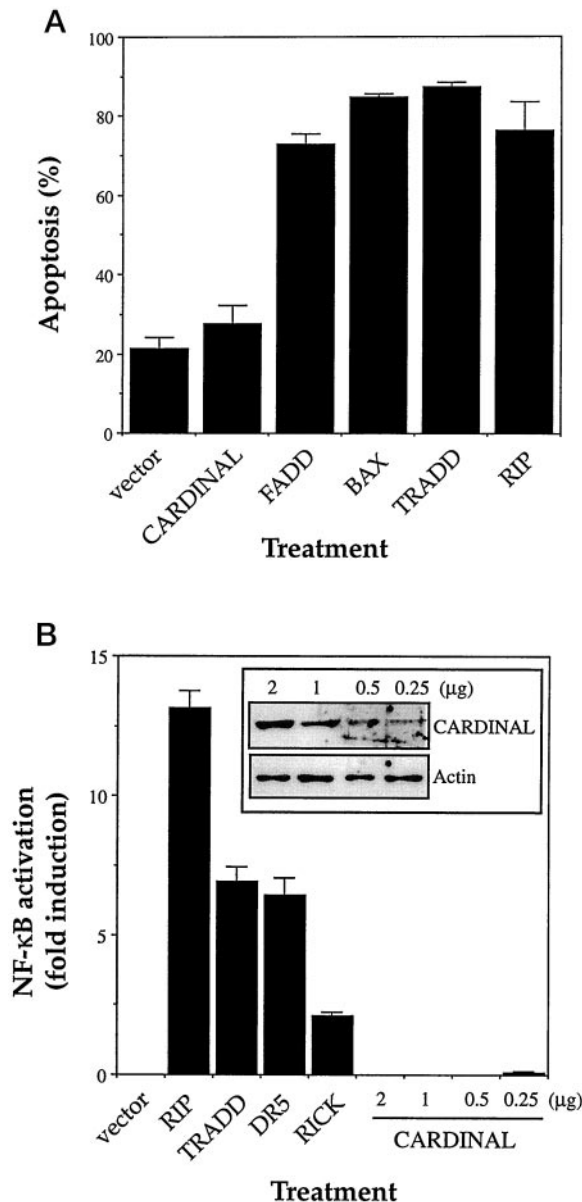 A
100
80
60
40
20
0
Apoptosis (%)
vector
CARDINAL
FADD
BAX
TRADD
RIP
Treatment
B
15
10
5
0
NF-κB activation
(fold induction)
2 1 0.5 0.25 (μg)
CARDINAL
Actin
vector
RIP
TRADD
DR5
RICK
2 1 0.5 0.25 (μg)
CARDINAL
Treatment